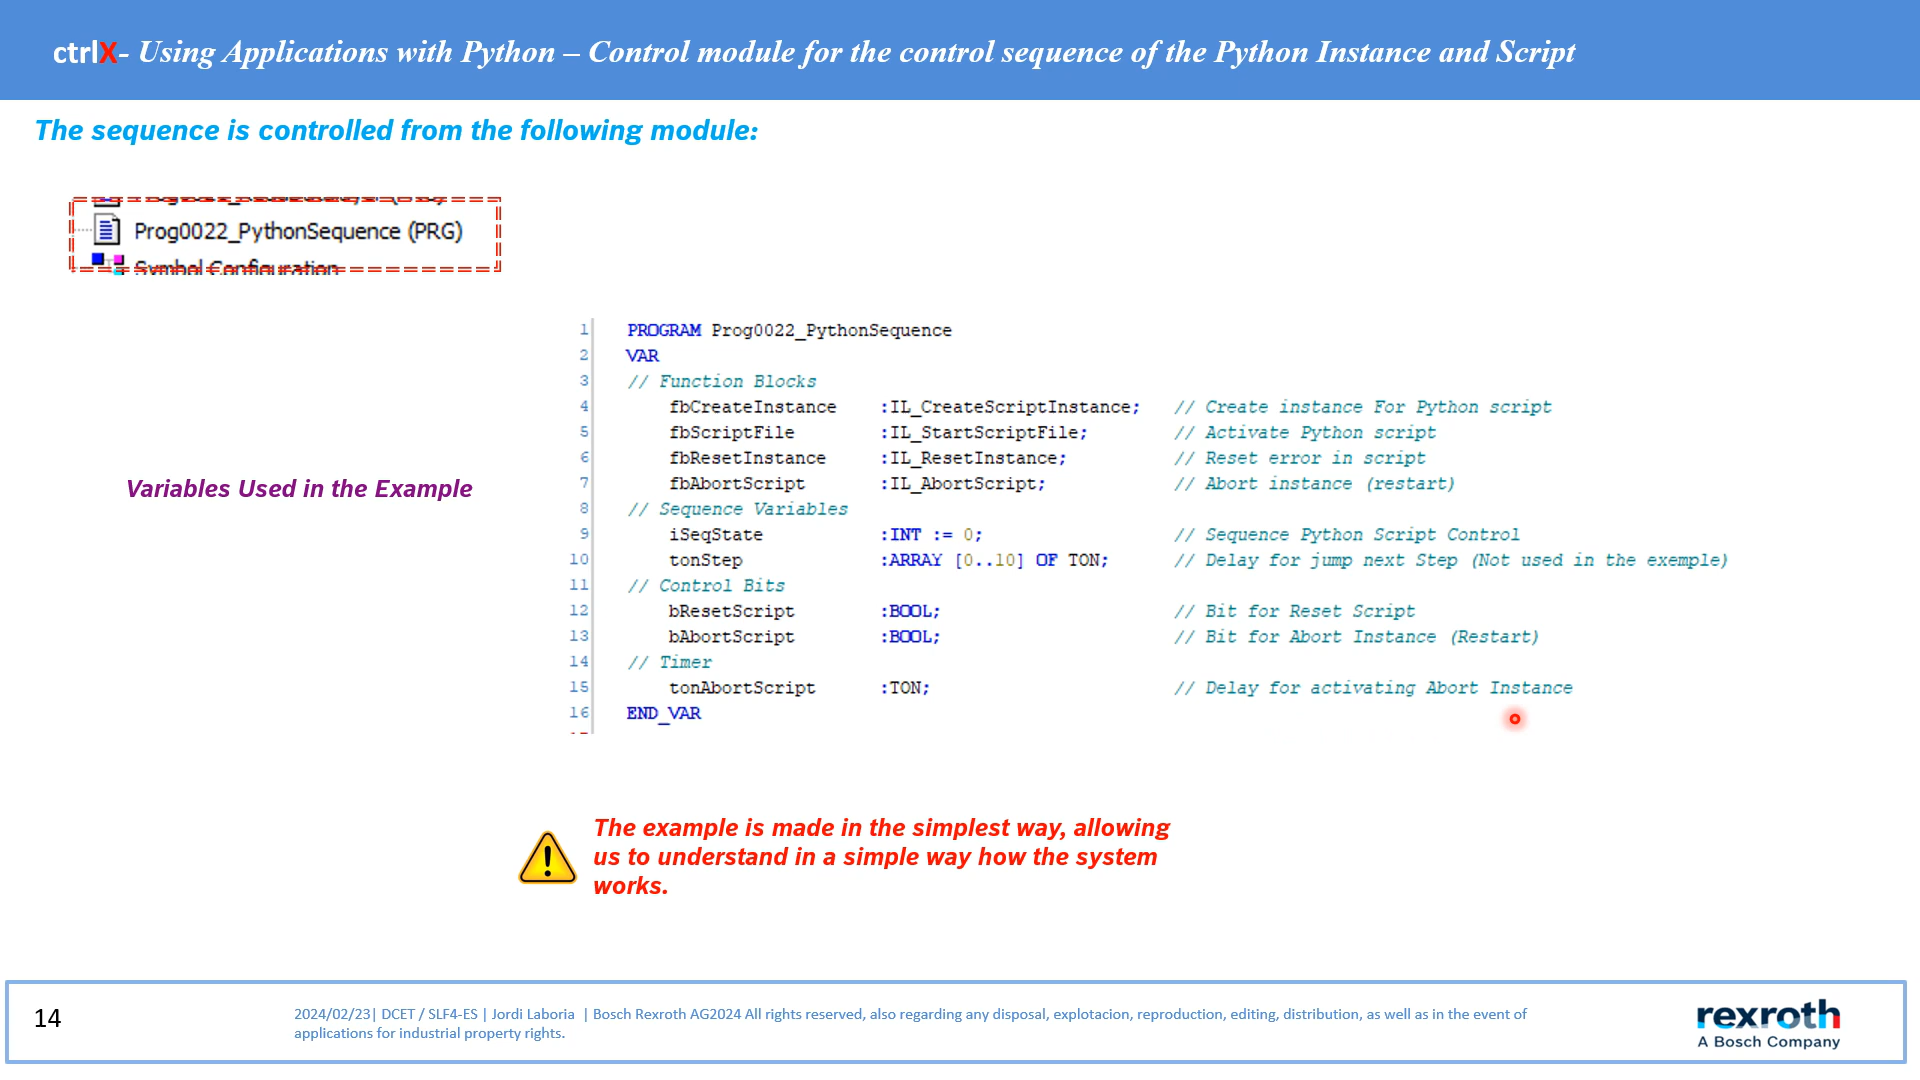 ctrlX- Using Applications with Python – Control module for the control sequence of the Python Instance and Script
The sequence is controlled from the following module:
Prog0022_PythonSequence (PRG)
Symbol Configuration
Variables Used in the Example
1 PROGRAM Prog0022_PythonSequence
2 VAR
3 // Function Blocks
4 fbCreateInstance :IL_CreateScriptInstance; // Create instance For Python script
5 fbScriptFile :IL_StartScriptFile; // Activate Python script
6 fbResetInstance :IL_ResetInstance; // Reset error in script
7 fbAbortScript :IL_AbortScript; // Abort instance (restart)
8 // Sequence Variables
9 iSeqState :INT := 0; // Sequence Python Script Control
10 tonStep :ARRAY [0..10] OF TON; // Delay for jump next Step (Not used in the exemple)
11 // Control Bits
12 bResetScript :BOOL; // Bit for Reset Script
13 bAbortScript :BOOL; // Bit for Abort Instance (Restart)
14 // Timer
15 tonAbortScript :TON; // Delay for activating Abort Instance
16 END_VAR
The example is made in the simplest way, allowing
us to understand in a simple way how the system
works.
14
2024/02/23| DCET / SLF4-ES | Jordi Laboria | Bosch Rexroth AG2024 All rights reserved, also regarding any disposal, explotacion, reproduction, editing, distribution, as well as in the event of
applications for industrial property rights.
rexroth
A Bosch Company